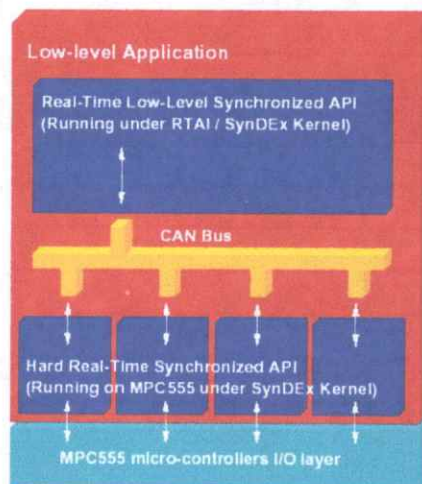 Low-level Application
Real-Time Low-Level Synchronized API
(Running under RTAI / SynDEx Kernel)
CAN Bus
Hard Real-Time Synchronized API
(Running on MPC555 under SynDEx Kernel)
MPC555 micro-controllers I/O layer